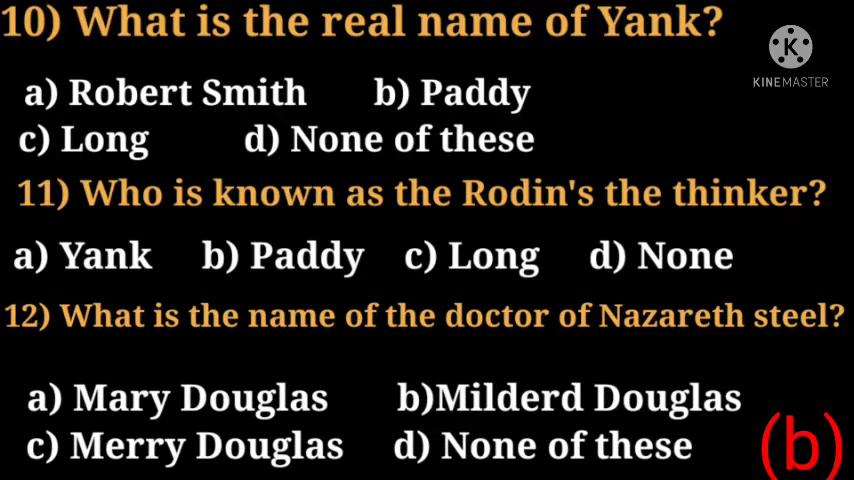 10) What is the real name of Yank?
KINEMASTER
a) Robert Smith b) Paddy
c) Long d) None of these
11) Who is known as the Rodin's the thinker?
a) Yank b) Paddy c) Long d) None
12) What is the name of the doctor of Nazareth steel?
a) Mary Douglas b)Milderd Douglas
c) Merry Douglas d) None of these
(b)